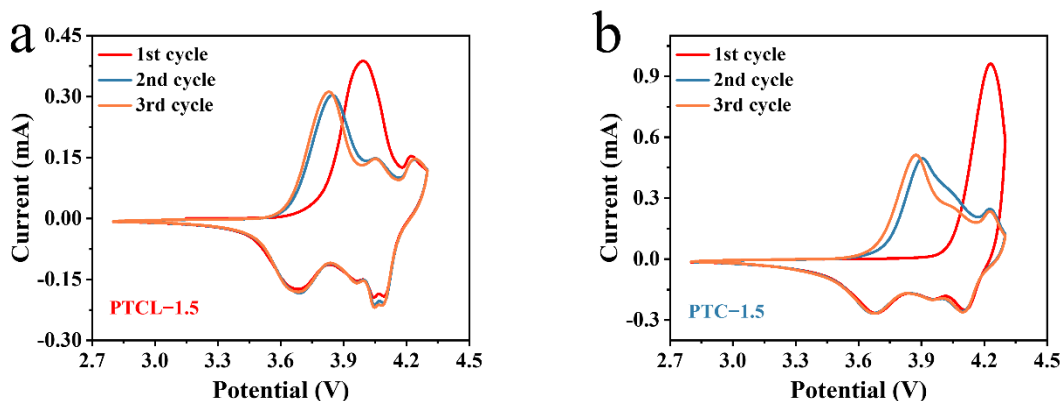 a
1st cycle
2nd cycle
3rd cycle
Current (mA)
0.45
0.30
0.15
0.00
-0.15
-0.30
PTCL−1.5
2.7 3.0 3.3 3.6 3.9 4.2 4.5
Potential (V)
b
1st cycle
2nd cycle
3rd cycle
Current (mA)
0.9
0.6
0.3
0.0
-0.3
PTC−1.5
2.7 3.0 3.3 3.6 3.9 4.2 4.5
Potential (V)